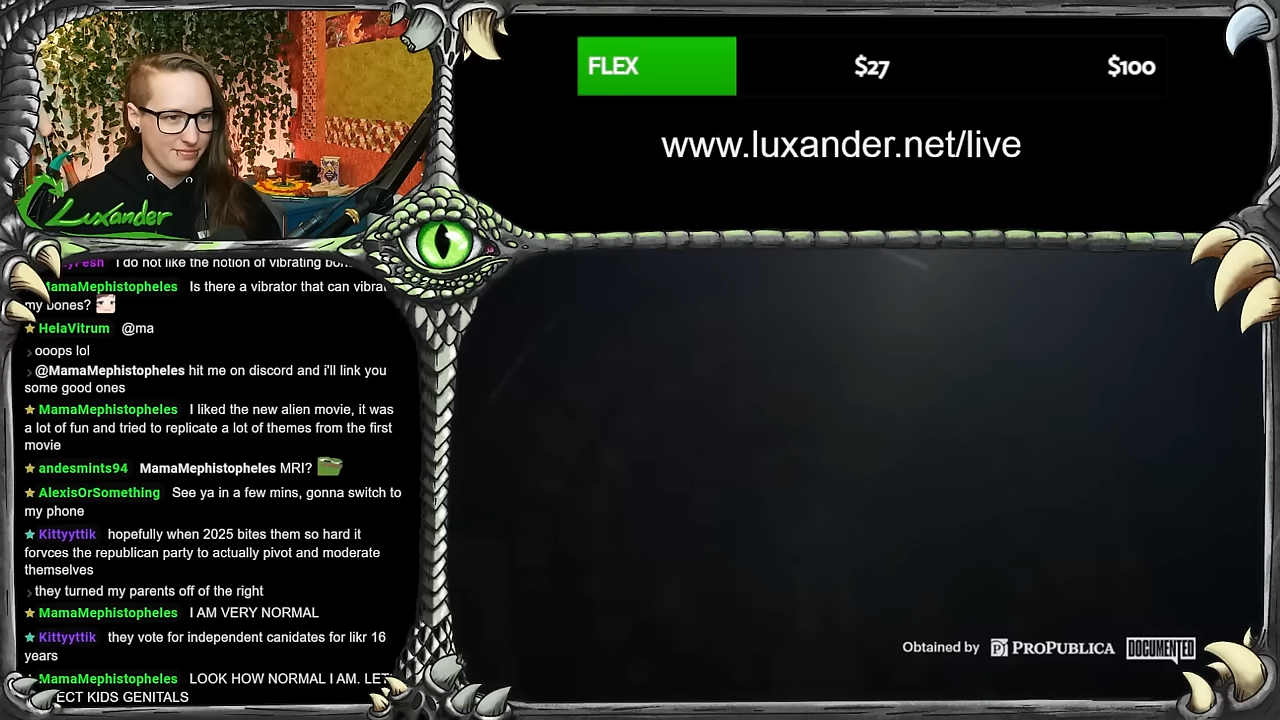 FLEX $27 $100
www.luxander.net/live
Luxander
I do not like the notion of vibrating
MamaMephistopheles Is there a vibrator that can
my bones?
HelaVitrum @ma
ooops lol
@MamaMephistopheles hit me on discord and i'll link you
some good ones
MamaMephistopheles I liked the new alien movie, it was
a lot of fun and tried to replicate a lot of themes from the first
movie
andesmints94 MamaMephistopheles MRI?
AlexisOrSomething See ya in a few mins, gonna switch to
my phone
Kittyyttik hopefully when 2025 bites them so hard it
forvces the republican party to actually pivot and moderate
themselves
they turned my parents off of the right
MamaMephistopheles I AM VERY NORMAL
Kittyyttik they vote for independent canidates for likr 16
years
MamaMephistopheles LOOK HOW NORMAL I AM. LET
ECT KIDS GENITALS
Obtained by PROPUBLICA DOCUMENTED